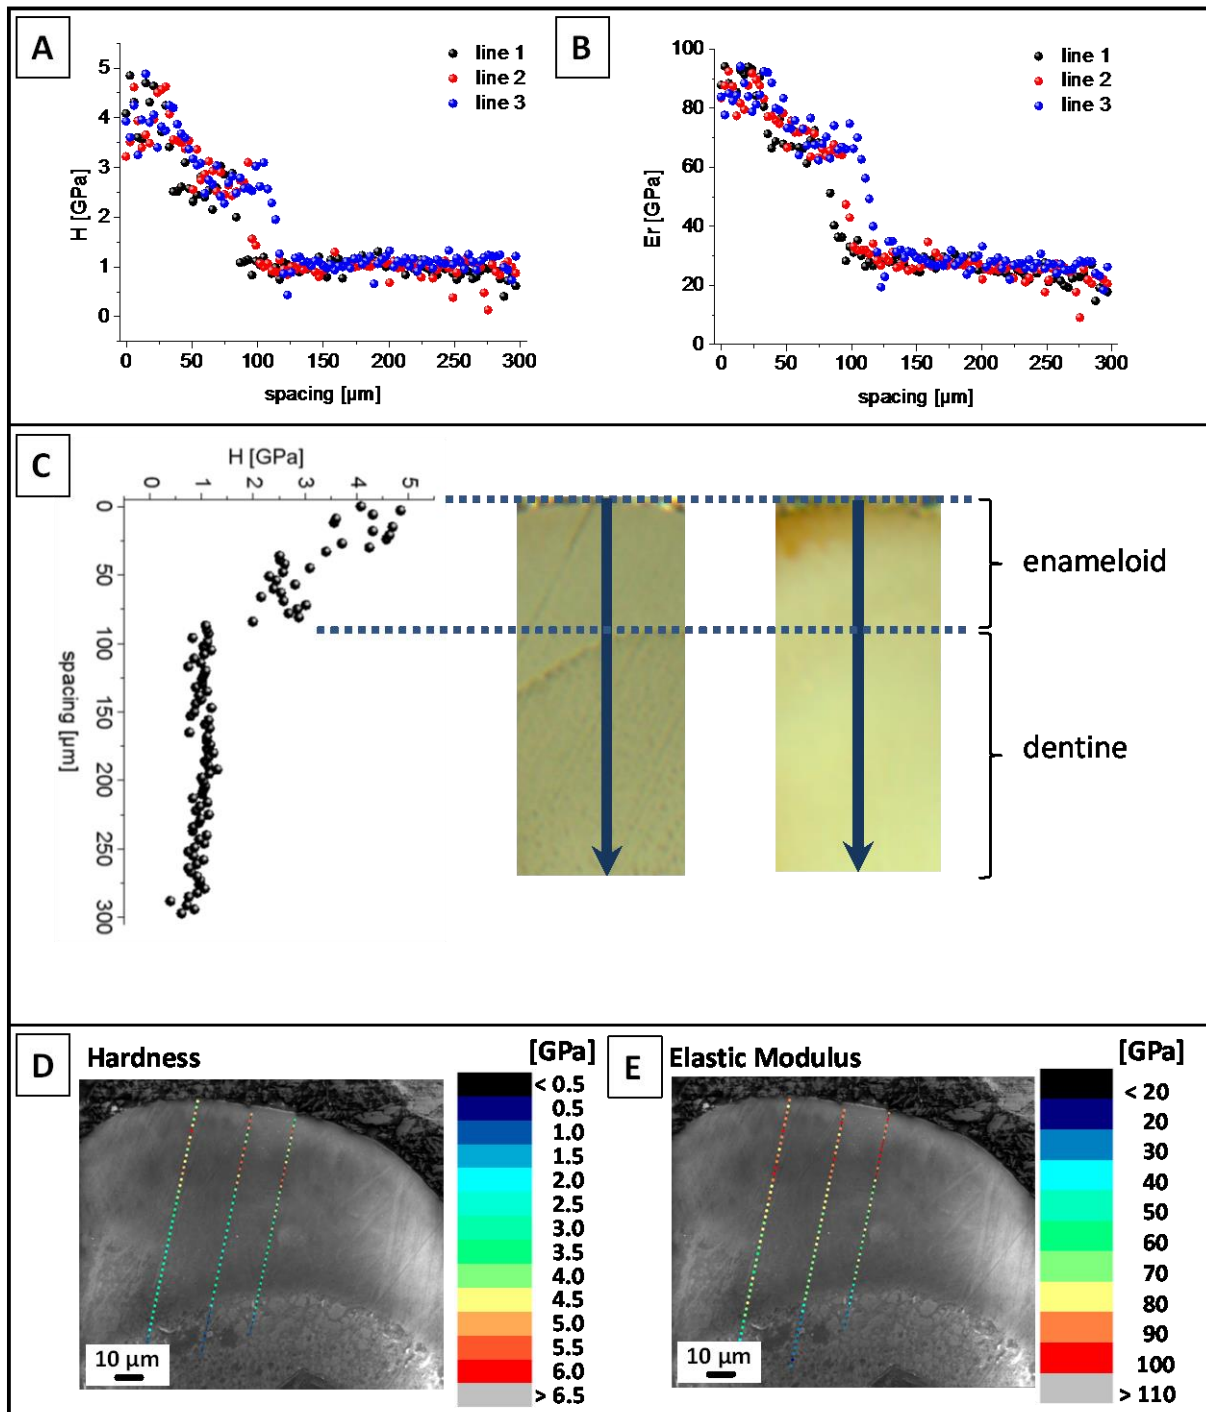 A
B
line 1
line 2
line 3
line 1
line 2
line 3
H [GPa]
5
4
3
2
1
0
0 50 100 150 200 250 300
spacing [µm]
Er [GPa]
100
80
60
40
20
0
0 50 100 150 200 250 300
spacing [µm]
C
H [GPa]
0 1 2 3 4 5
0
50
100
150
200
250
300
spacing [µm]
enameloid
dentine
D
Hardness
[GPa]
< 0.5
0.5
1.0
1.5
2.0
2.5
3.0
3.5
4.0
4.5
5.0
5.5
6.0
> 6.5
10 µm
E
Elastic Modulus
[GPa]
< 20
20
30
40
50
60
70
80
90
100
> 110
10 µm